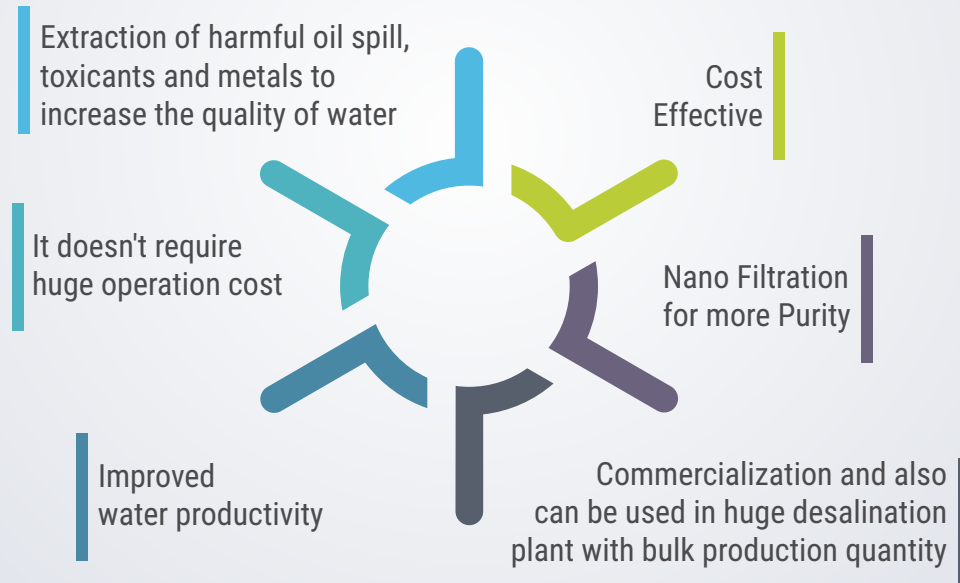 Extraction of harmful oil spill,
toxicants and metals to
increase the quality of water
Cost
Effective
It doesn't require
huge operation cost
Nano Filtration
for more Purity
Improved
water productivity
Commercialization and also
can be used in huge desalination
plant with bulk production quantity